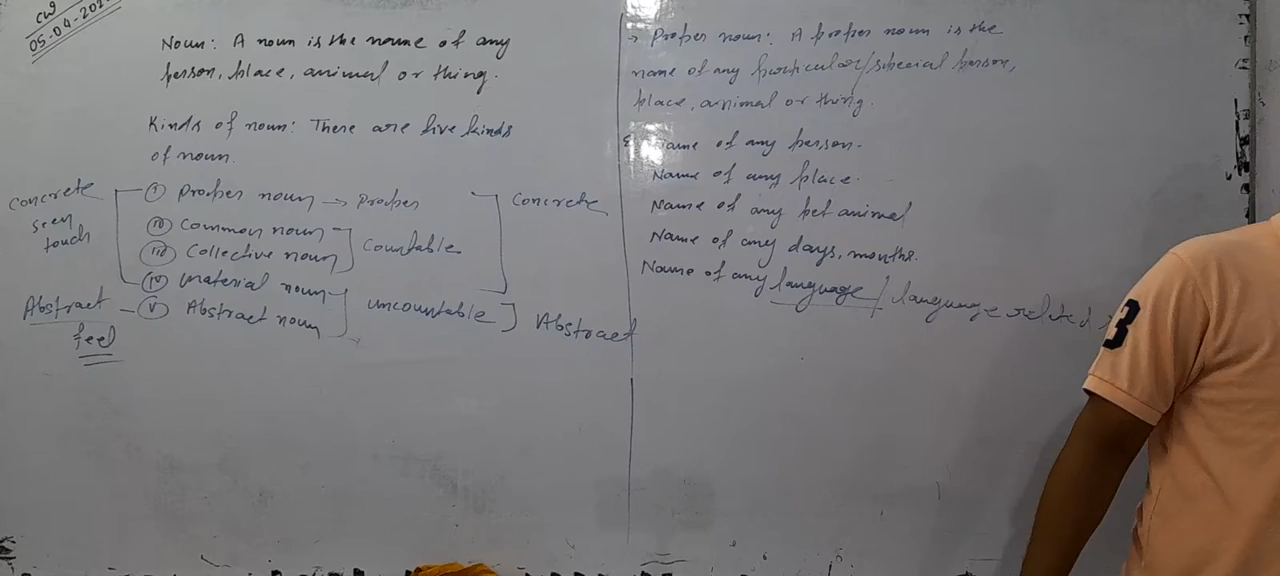 CW
05-04-202
Noun: A noun is the name of any
person, place, animal or thing.
Kinds of noun: There are five kinds
of noun.
Concrete
seen
touch
(i) Proper noun → Proper
(ii) Common noun
(iii) Collective noun
Countable
(iv) Material noun
(v) Abstract noun
uncountable
Concrete
Abstract
Abstract
feel
→ Proper noun: A proper noun is the
name of any particular/special person,
place, animal or thing.
Name of any person.
Name of any place.
Name of any pet animal
Name of any days, months.
Name of any language / language related
3